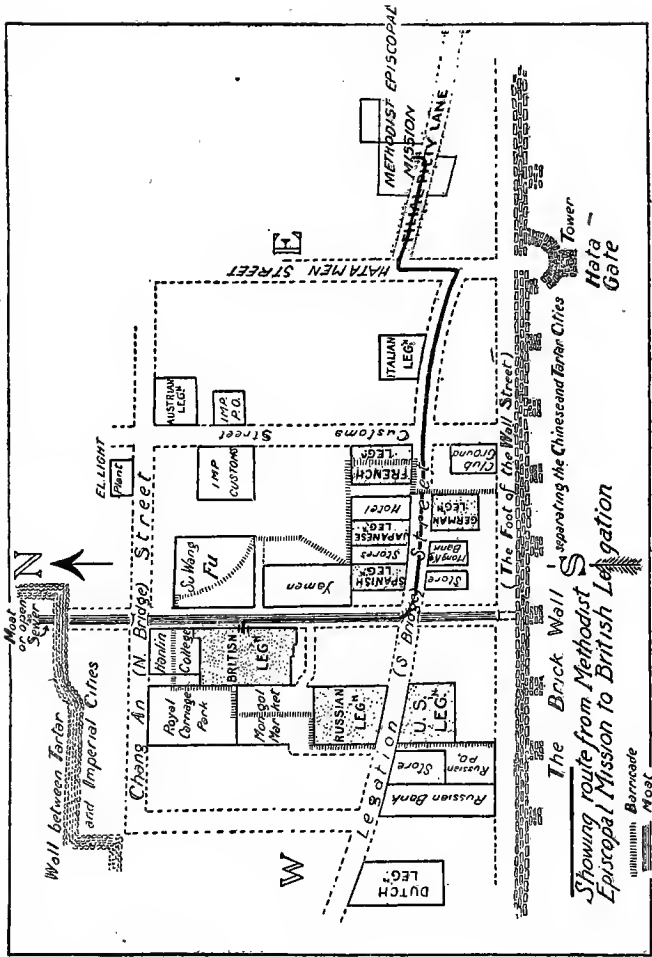 N
Moat
or open
Sewer
Wall between Tartar
and Imperial Cities
Chang An (N Bridge) Street
EL. LIGHT
Plant
Hanlin
College
BRITISH
LEGN
Royal
Carriage
Park
Mongol
Market
RUSSIAN
LEGN
Su Wang
Fu
Yamen
IMP
CUSTOMS
AUSTRIAN LEGN
IMP.
P.O.
Customs Street
HATAMEN STREET
E
METHODIST EPISCOPAL
MISSION
FILIAL PIETY LANE
ITALIAN
LEGN
FRENCH
LEGN
Hotel
JAPANESE
LEGN
Stores
SPANISH
LEGN
W
Legation (S Bridge) Street
DUTCH
LEGN
Russian Bank
Store
Russian
P.O.
U.S.
LEGN
Store
HongKg
Bank
GERMAN
LEGN
Club
Ground
(The Foot of the Wall Street)
The Brick Wall S separating the Chinese and Tartar Cities
Tower
Hata
Gate
Showing route from Methodist
Episcopal Mission to British Legation
Barricade
Moat